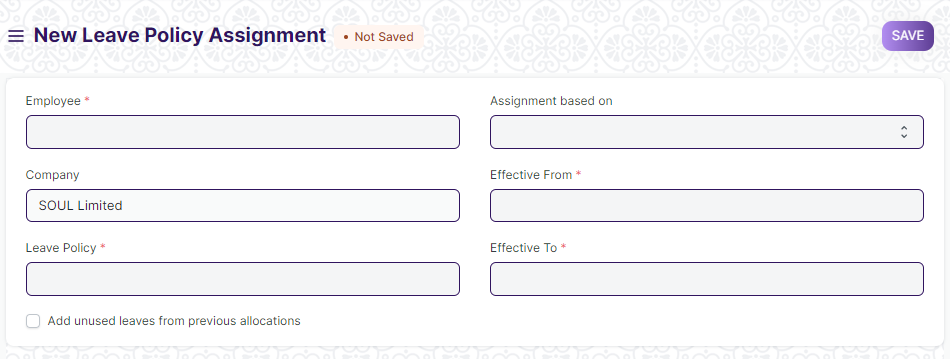 New Leave Policy Assignment
• Not Saved
SAVE
Employee *
Assignment based on
Company
SOUL Limited
Effective From *
Leave Policy *
Effective To *
Add unused leaves from previous allocations